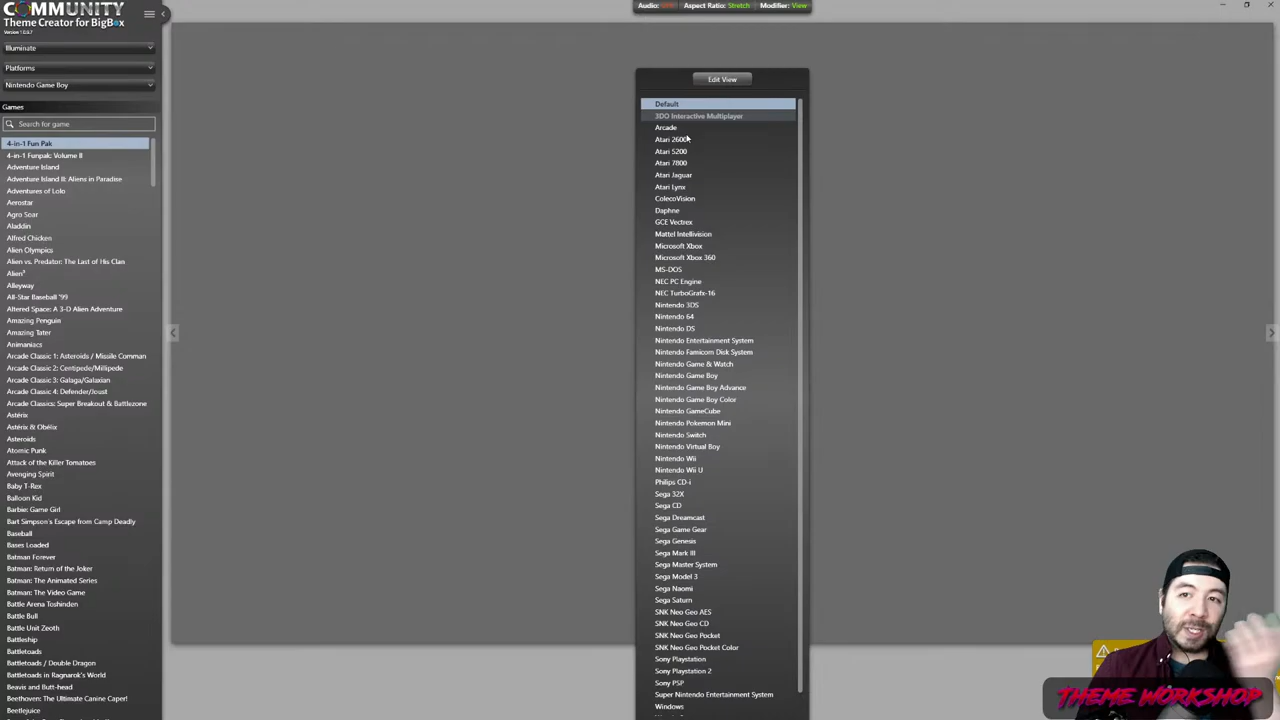 COMMUNITY
Theme Creator for BigBox
Audio:
Aspect Ratio: Stretch
Modifier: View
Illuminate
Platforms
Nintendo Game Boy
Games
Search for game
4-in-1 Fun Pak
4-in-1 Funpak: Volume II
Adventure Island
Adventure Island II: Aliens in Paradise
Adventures of Lolo
Aerostar
Agro Soar
Aladdin
Alfred Chicken
Alien Olympics
Alien vs. Predator: The Last of His Clan
Alien³
Alleyway
All-Star Baseball '99
Altered Space: A 3-D Alien Adventure
Amazing Penguin
Amazing Tater
Animaniacs
Arcade Classic 1: Asteroids / Missile Comman
Arcade Classic 2: Centipede/Millipede
Arcade Classic 3: Galaga/Galaxian
Arcade Classic 4: Defender/Joust
Arcade Classics: Super Breakout & Battlezone
Astérix
Astérix & Obélix
Asteroids
Atomic Punk
Attack of the Killer Tomatoes
Avenging Spirit
Baby T-Rex
Balloon Kid
Barbie: Game Girl
Bart Simpson's Escape from Camp Deadly
Baseball
Bases Loaded
Batman Forever
Batman: Return of the Joker
Batman: The Animated Series
Batman: The Video Game
Battle Arena Toshinden
Battle Bull
Battle Unit Zeoth
Battleship
Battletoads
Battletoads / Double Dragon
Battletoads in Ragnarok's World
Beavis and Butt-head
Beethoven: The Ultimate Canine Caper!
Beetlejuice
Edit View
Default
3DO Interactive Multiplayer
Arcade
Atari 2600
Atari 5200
Atari 7800
Atari Jaguar
Atari Lynx
ColecoVision
Daphne
GCE Vectrex
Mattel Intellivision
Microsoft Xbox
Microsoft Xbox 360
MS-DOS
NEC PC Engine
NEC TurboGrafx-16
Nintendo 3DS
Nintendo 64
Nintendo DS
Nintendo Entertainment System
Nintendo Famicom Disk System
Nintendo Game & Watch
Nintendo Game Boy
Nintendo Game Boy Advance
Nintendo Game Boy Color
Nintendo GameCube
Nintendo Pokemon Mini
Nintendo Switch
Nintendo Virtual Boy
Nintendo Wii
Nintendo Wii U
Philips CD-i
Sega 32X
Sega CD
Sega Dreamcast
Sega Game Gear
Sega Genesis
Sega Mark III
Sega Master System
Sega Model 3
Sega Naomi
Sega Saturn
SNK Neo Geo AES
SNK Neo Geo CD
SNK Neo Geo Pocket
SNK Neo Geo Pocket Color
Sony Playstation
Sony Playstation 2
Sony PSP
Super Nintendo Entertainment System
Windows
THEME WORKSHOP